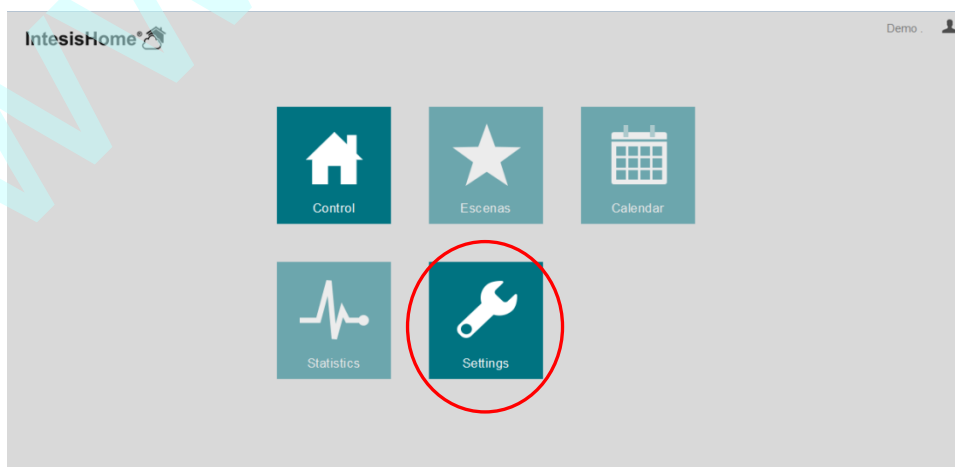 IntesisHome®
Demo .
Control
Escenas
Calendar
Statistics
Settings